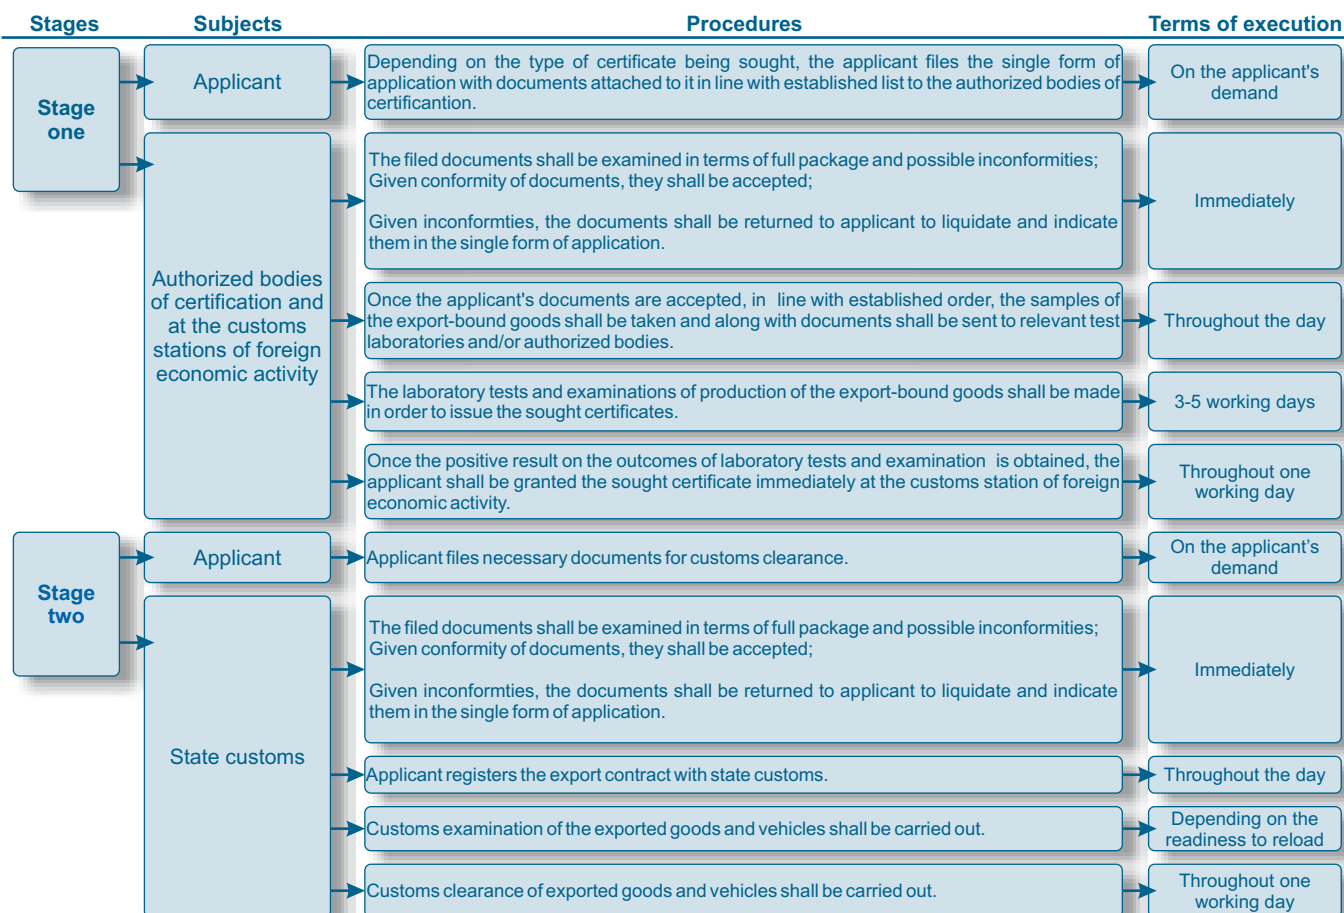 Stages Subjects Procedures Terms of execution
Stage
one
Applicant
Depending on the type of certificate being sought, the applicant files the single form of
application with documents attached to it in line with established list to the authorized bodies of
certificantion.
On the applicant's
demand
Authorized bodies
of certification and
at the customs
stations of foreign
economic activity
The filed documents shall be examined in terms of full package and possible inconformities;
Given conformity of documents, they shall be accepted;
Given inconformties, the documents shall be returned to applicant to liquidate and indicate
them in the single form of application.
Immediately
Once the applicant's documents are accepted, in line with established order, the samples of
the export-bound goods shall be taken and along with documents shall be sent to relevant test
laboratories and/or authorized bodies.
Throughout the day
The laboratory tests and examinations of production of the export-bound goods shall be made
in order to issue the sought certificates.
3-5 working days
Once the positive result on the outcomes of laboratory tests and examination is obtained, the
applicant shall be granted the sought certificate immediately at the customs station of foreign
economic activity.
Throughout one
working day
Stage
two
Applicant
Applicant files necessary documents for customs clearance.
On the applicant’s
demand
State customs
The filed documents shall be examined in terms of full package and possible inconformities;
Given conformity of documents, they shall be accepted;
Given inconformties, the documents shall be returned to applicant to liquidate and indicate
them in the single form of application.
Immediately
Applicant registers the export contract with state customs.
Throughout the day
Customs examination of the exported goods and vehicles shall be carried out.
Depending on the
readiness to reload
Customs clearance of exported goods and vehicles shall be carried out.
Throughout one
working day